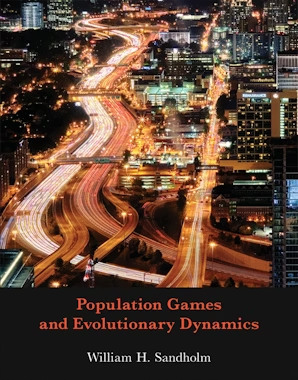 Population Games
and Evolutionary Dynamics
William H. Sandholm